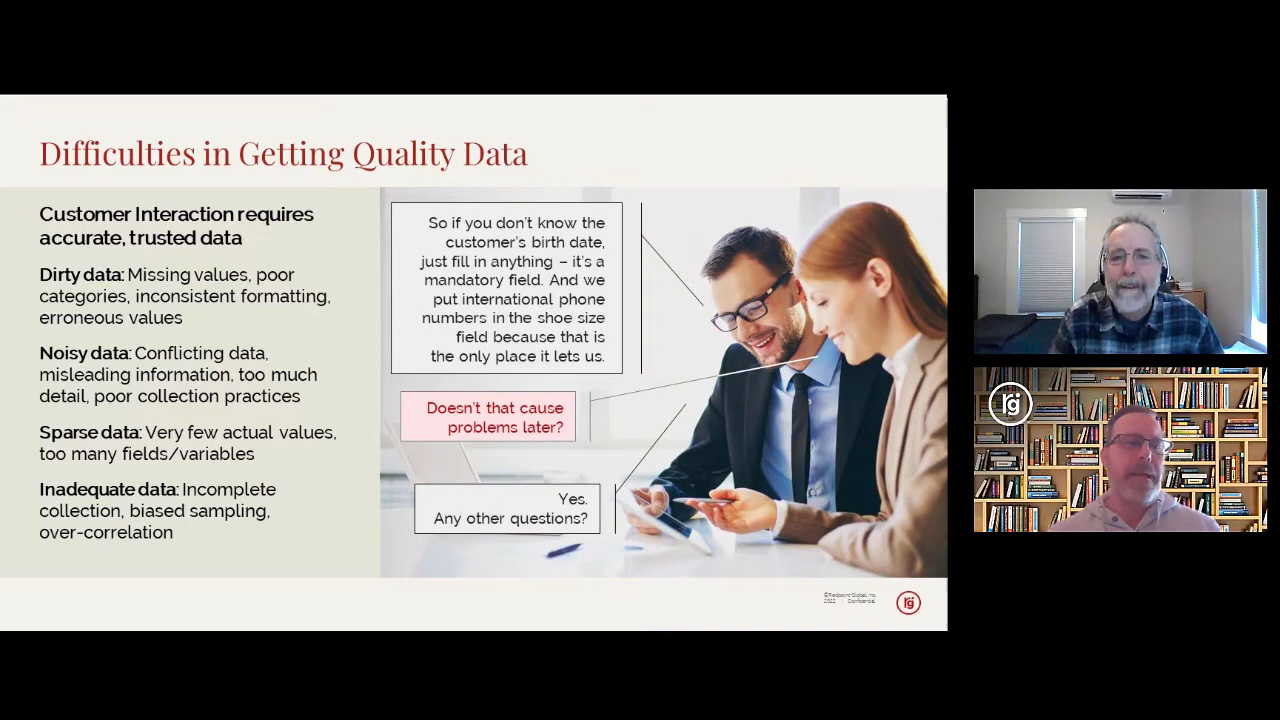 Difficulties in Getting Quality Data
Customer Interaction requires
accurate, trusted data
Dirty data: Missing values, poor
categories, inconsistent formatting,
erroneous values
Noisy data: Conflicting data,
misleading information, too much
detail, poor collection practices
Sparse data: Very few actual values,
too many fields/variables
Inadequate data: Incomplete
collection, biased sampling,
over-correlation
So if you don't know the
customer's birth date,
just fill in anything – it's a
mandatory field. And we
put international phone
numbers in the shoe size
field because that is
the only place it lets us.
Doesn't that cause
problems later?
Yes.
Any other questions?
©Redpoint Global Inc
2022 | Confidential
rg
rg